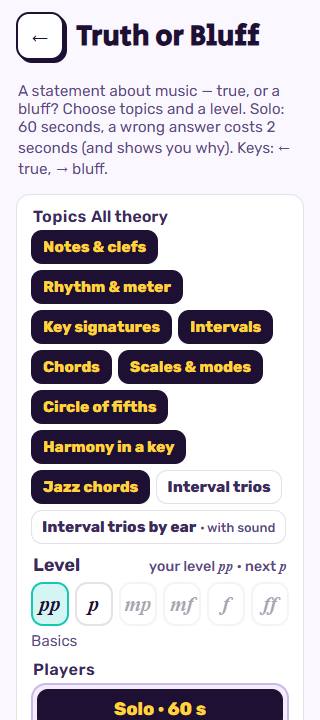 ← Truth or Bluff
A statement about music — true, or a
bluff? Choose topics and a level. Solo:
60 seconds, a wrong answer costs 2
seconds (and shows you why). Keys: ←
true, → bluff.
Topics All theory
Notes & clefs
Rhythm & meter
Key signatures Intervals
Chords Scales & modes
Circle of fifths
Harmony in a key
Jazz chords Interval trios
Interval trios by ear · with sound
Level your level pp · next p
pp p mp mf f ff
Basics
Players
Solo · 60 s